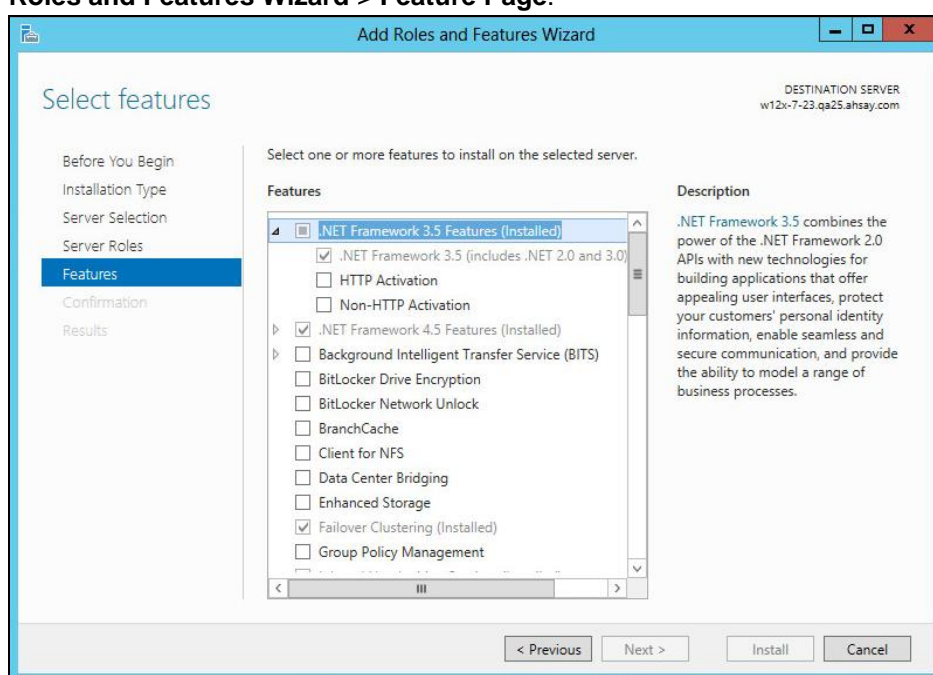 Roles and Features Wizard > Feature Page.
Add Roles and Features Wizard
Select features
DESTINATION SERVER
w12x-7-23.qa25.ahsay.com
Before You Begin
Installation Type
Server Selection
Server Roles
Features
Confirmation
Results
Select one or more features to install on the selected server.
Features
.NET Framework 3.5 Features (Installed)
.NET Framework 3.5 (includes .NET 2.0 and 3.0)
HTTP Activation
Non-HTTP Activation
.NET Framework 4.5 Features (Installed)
Background Intelligent Transfer Service (BITS)
BitLocker Drive Encryption
BitLocker Network Unlock
BranchCache
Client for NFS
Data Center Bridging
Enhanced Storage
Failover Clustering (Installed)
Group Policy Management
Description
.NET Framework 3.5 combines the
power of the .NET Framework 2.0
APIs with new technologies for
building applications that offer
appealing user interfaces, protect
your customers' personal identity
information, enable seamless and
secure communication, and provide
the ability to model a range of
business processes.
< Previous
Next >
Install
Cancel